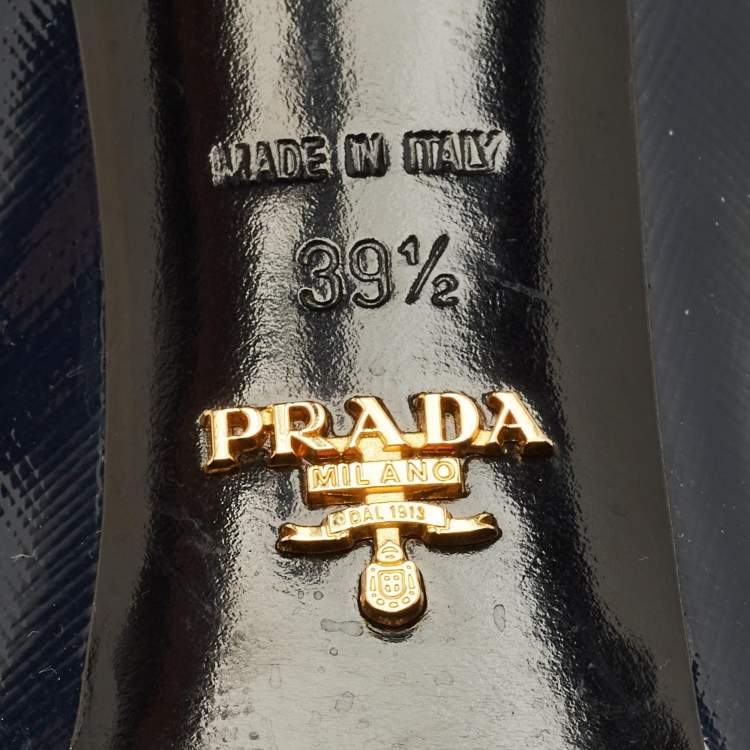 MADE IN ITALY
39½
PRADA
MILANO
DAL 1913